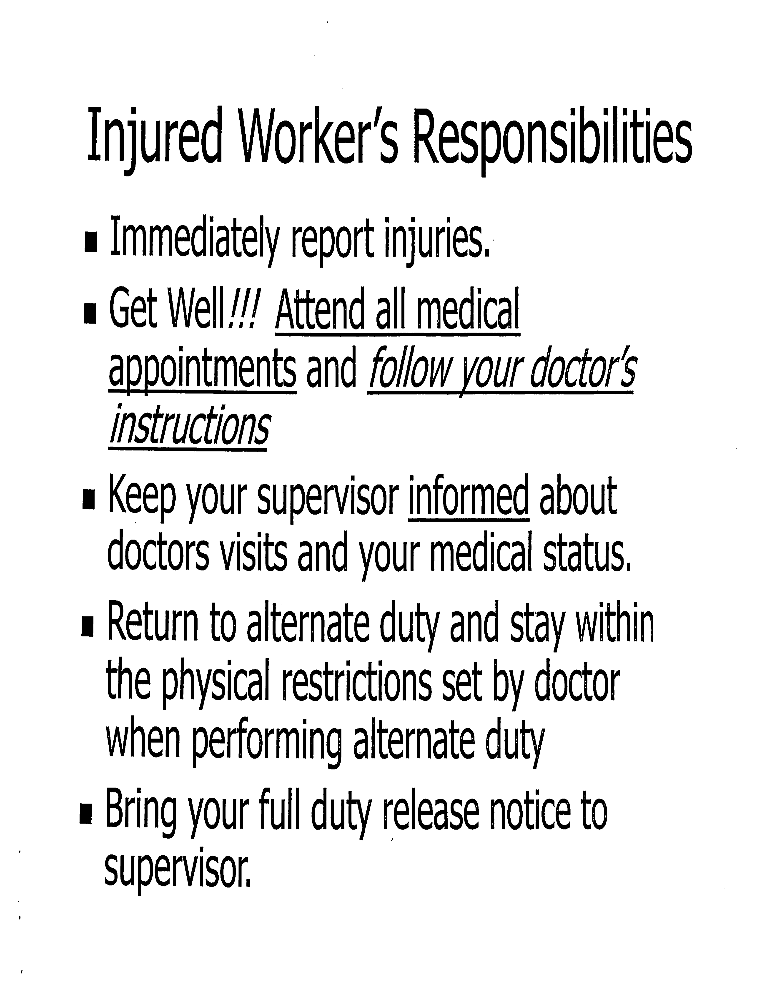 Injured Worker’s Responsibilities
▪ Immediately report injuries.
▪ Get Well!!! Attend all medical
appointments and follow your doctor’s
instructions
▪ Keep your supervisor informed about
doctors visits and your medical status.
▪ Return to alternate duty and stay within
the physical restrictions set by doctor
when performing alternate duty
▪ Bring your full duty release notice to
supervisor.